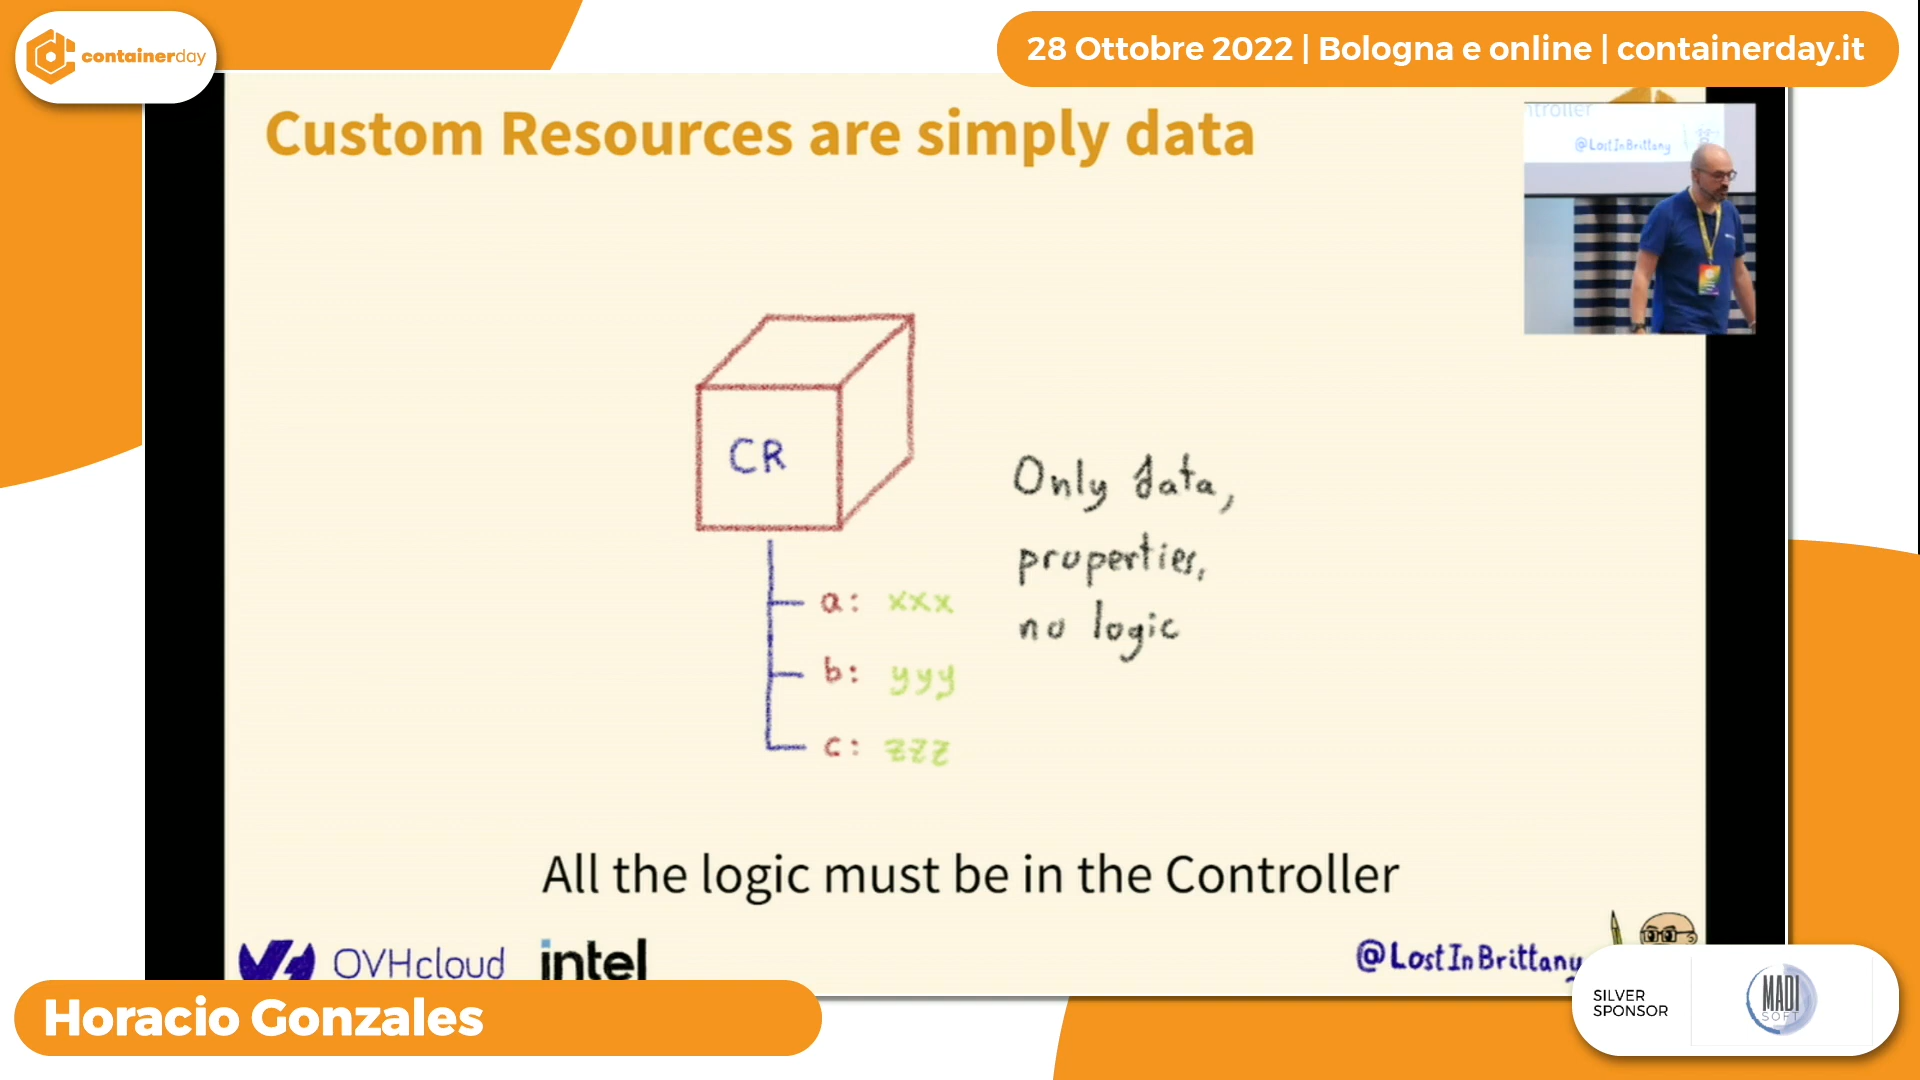 containerday
28 Ottobre 2022 | Bologna e online | containerday.it
Custom Resources are simply data
@LostInBrittany
CR
Only data,
properties,
no logic
a: xxx
b: yyy
c: zzz
All the logic must be in the Controller
OVHcloud
intel
@LostInBrittany
Horacio Gonzales
SILVER
SPONSOR
MADI
SOFT